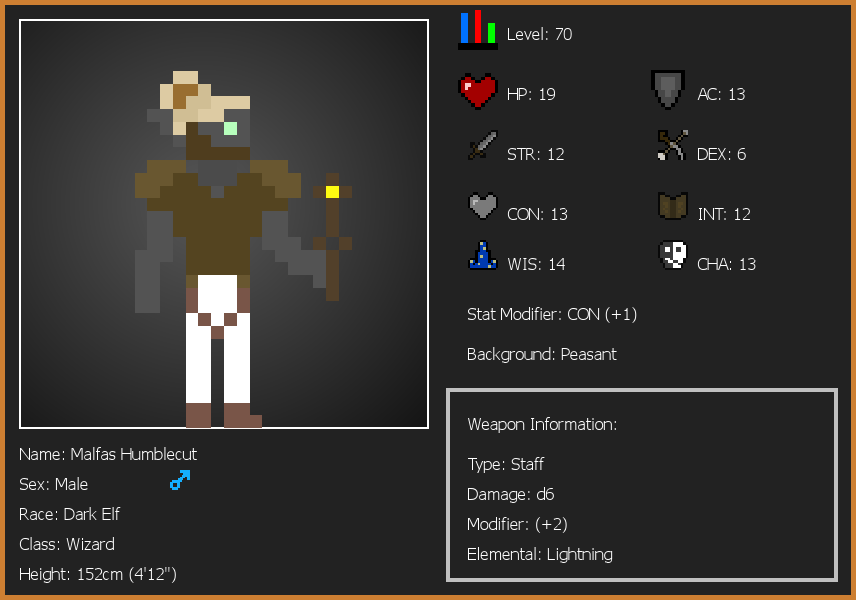 Level: 70
HP: 19
AC: 13
STR: 12
DEX: 6
CON: 13
INT: 12
WIS: 14
CHA: 13
Stat Modifier: CON (+1)
Background: Peasant
Weapon Information:
Type: Staff
Damage: d6
Modifier: (+2)
Elemental: Lightning
Name: Malfas Humblecut
Sex: Male
Race: Dark Elf
Class: Wizard
Height: 152cm (4'12")